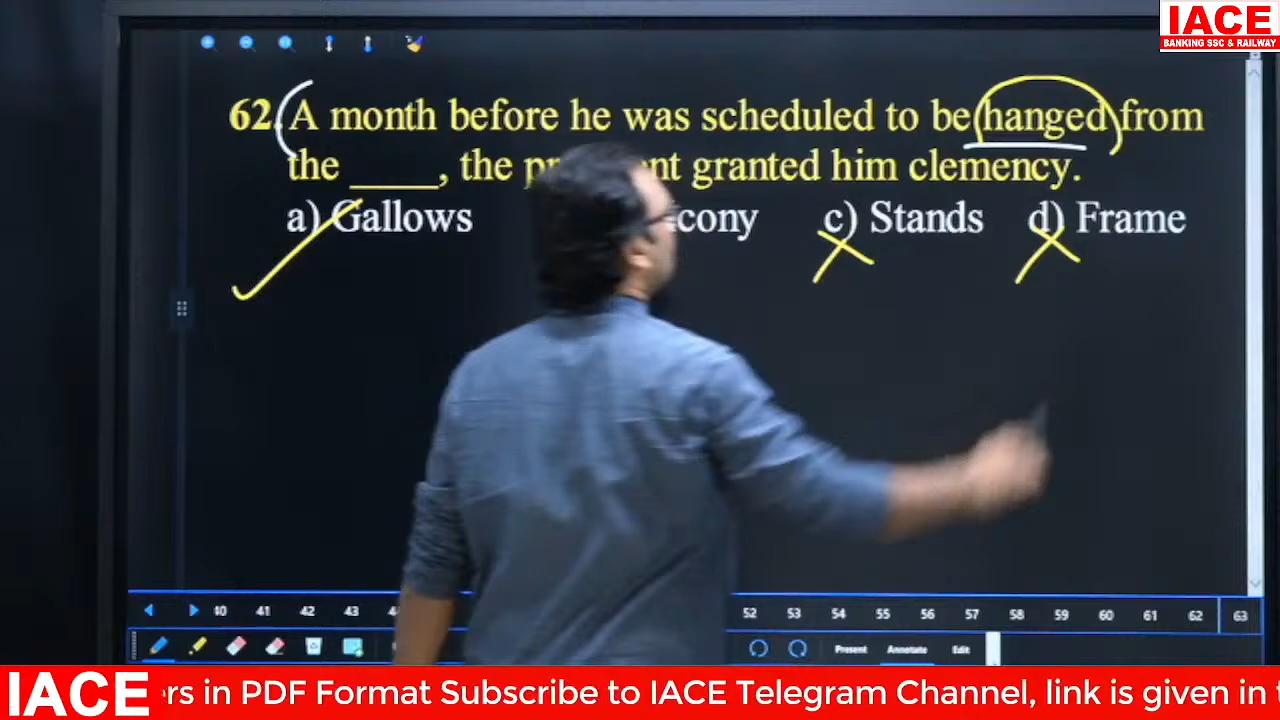 IACE
BANKING SSC & RAILWAY
62. A month before he was scheduled to be hanged from
the ____, the granted him clemency.
a) Gallows c) Stands d) Frame
40 41 42 43 52 53 54 55 56 57 58 59 60 61 62 63
Present Annotate Edit
IACE in PDF Format Subscribe to IACE Telegram Channel, link is given in